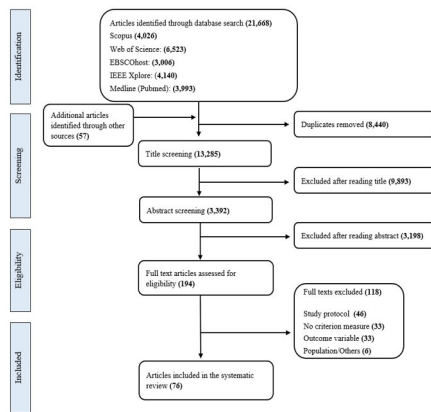 Identification
Articles identified through database search (21,668)
Scopus (4,026)
Web of Science: (6,523)
EBSCOhost: (3,006)
IEEE Xplore: (4,140)
Medline (Pubmed): (3,993)
Screening
Additional articles
identified through other
sources (57)
Duplicates removed (8,440)
Title screening (13,285)
Excluded after reading title (9,893)
Abstract screening (3,392)
Excluded after reading abstract (3,198)
Eligibility
Full text articles assessed for
eligibility (194)
Full texts excluded (118)
Study protocol (46)
No criterion measure (33)
Outcome variable (33)
Population/Others (6)
Included
Articles included in the systematic
review (76)